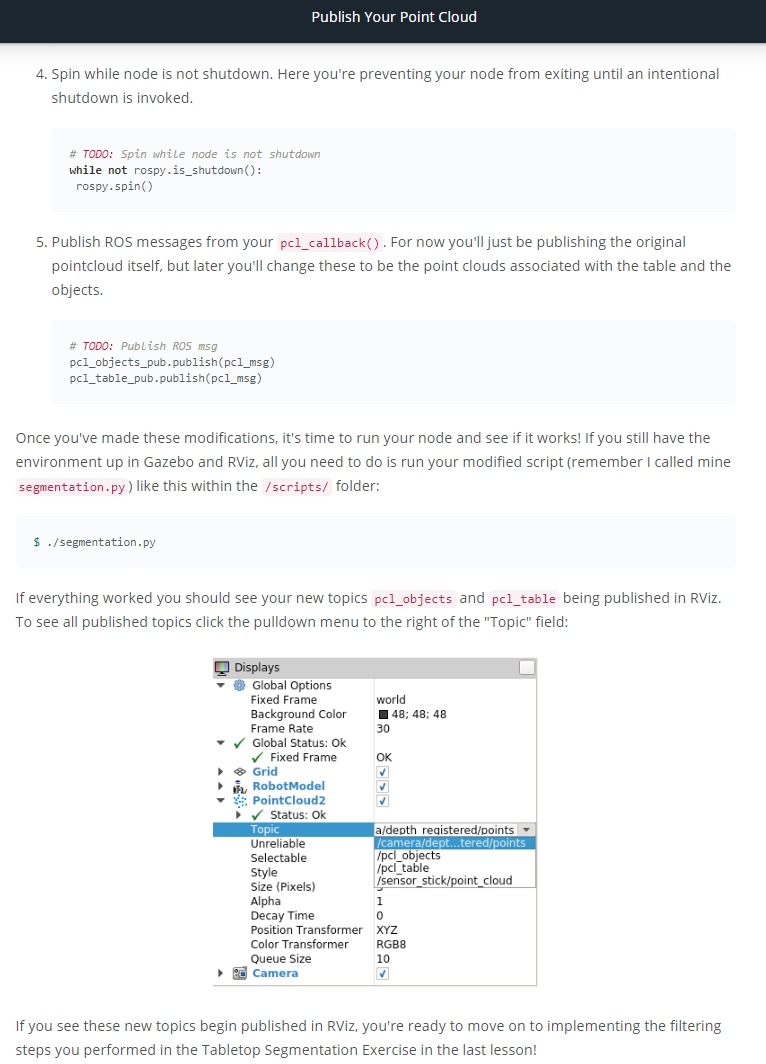 Publish Your Point Cloud
4. Spin while node is not shutdown. Here you're preventing your node from exiting until an intentional
shutdown is invoked.
# TODO: Spin while node is not shutdown
while not rospy.is_shutdown():
 rospy.spin()
5. Publish ROS messages from your pcl_callback(). For now you'll just be publishing the original
pointcloud itself, but later you'll change these to be the point clouds associated with the table and the
objects.
# TODO: Publish ROS msg
pcl_objects_pub.publish(pcl_msg)
pcl_table_pub.publish(pcl_msg)
Once you've made these modifications, it's time to run your node and see if it works! If you still have the
environment up in Gazebo and RViz, all you need to do is run your modified script (remember I called mine
segmentation.py) like this within the /scripts/ folder:
$ ./segmentation.py
If everything worked you should see your new topics pcl_objects and pcl_table being published in RViz.
To see all published topics click the pulldown menu to the right of the "Topic" field:
Displays
Global Options
Fixed Frame world
Background Color 48; 48; 48
Frame Rate 30
Global Status: Ok
Fixed Frame OK
Grid
RobotModel
PointCloud2
Status: Ok
Topic a/depth_registered/points
Unreliable /camera/dept...tered/points
Selectable /pcl_objects
Style /pcl_table
Size (Pixels) /sensor_stick/point_cloud
Alpha 1
Decay Time 0
Position Transformer XYZ
Color Transformer RGB8
Queue Size 10
Camera
If you see these new topics begin published in RViz, you're ready to move on to implementing the filtering
steps you performed in the Tabletop Segmentation Exercise in the last lesson!